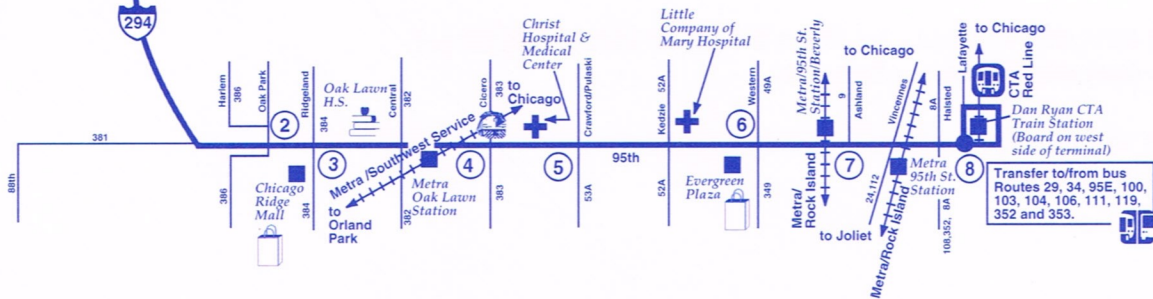 294
381
88th
Harlem
386
Oak Park
386
2
Ridgeland
384
384
3
Chicago
Ridge
Mall
Oak Lawn
H.S.
Central
382
382
Metra /Southwest Service
to
Orland
Park
Metra
Oak Lawn
Station
4
Cicero
383
383
to
Chicago
Christ
Hospital &
Medical
Center
5
Crawford/Pulaski
53A
95th
Little
Company of
Mary Hospital
Kedzie
52A
52A
6
Evergreen
Plaza
Western
49A
349
Metra/95th St.
Station/Beverly
Metra/
Rock Island
9
Ashland
7
to Chicago
Vincennes
24,112
to Joliet
Metra/Rock Island
8A
Metra
95th St.
Station
Halsted
108,352, 8A
Lafayette
8
to Chicago
CTA
Red Line
Dan Ryan CTA
Train Station
(Board on west
side of terminal)
Transfer to/from bus
Routes 29, 34, 95E, 100,
103, 104, 106, 111, 119,
352 and 353.